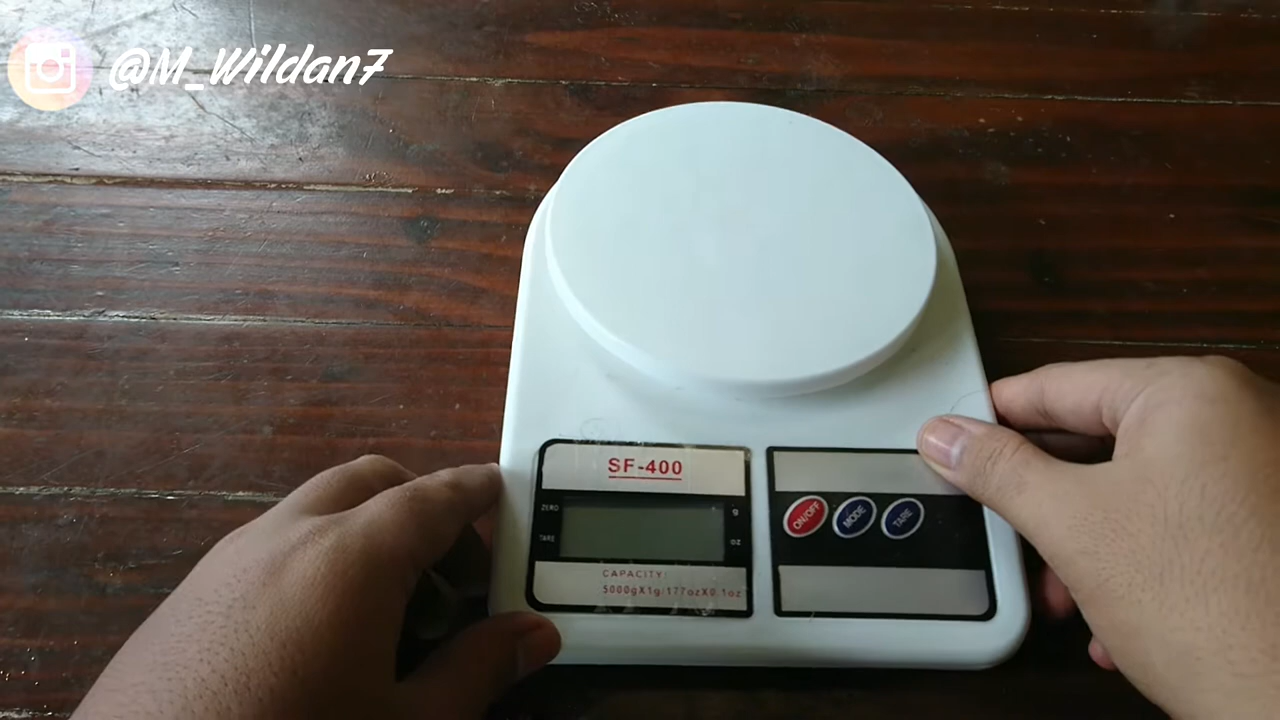 @M_Wildan7
SF-400
ZERO
g
TARE
oz
CAPACITY:
5000gX1g/177ozX0.1oz
ON/OFF
MODE
TARE